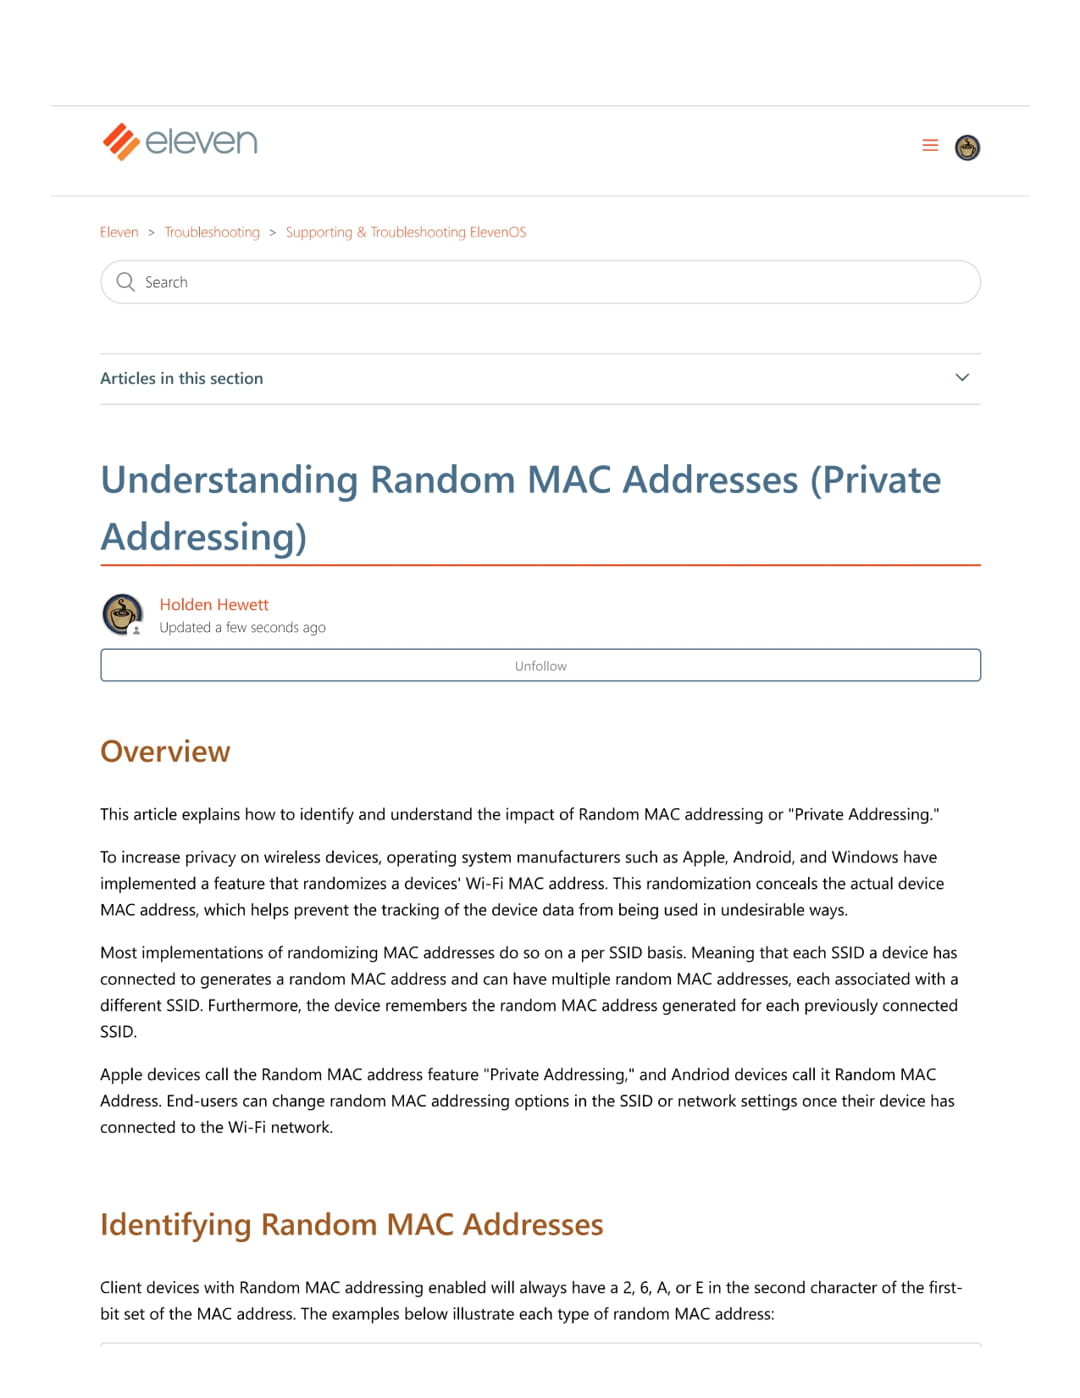 eleven
Eleven > Troubleshooting > Supporting & Troubleshooting ElevenOS
Search
Articles in this section
Understanding Random MAC Addresses (Private
Addressing)
Holden Hewett
Updated a few seconds ago
Unfollow
Overview
This article explains how to identify and understand the impact of Random MAC addressing or "Private Addressing."
To increase privacy on wireless devices, operating system manufacturers such as Apple, Android, and Windows have
implemented a feature that randomizes a devices' Wi-Fi MAC address. This randomization conceals the actual device
MAC address, which helps prevent the tracking of the device data from being used in undesirable ways.
Most implementations of randomizing MAC addresses do so on a per SSID basis. Meaning that each SSID a device has
connected to generates a random MAC address and can have multiple random MAC addresses, each associated with a
different SSID. Furthermore, the device remembers the random MAC address generated for each previously connected
SSID.
Apple devices call the Random MAC address feature "Private Addressing," and Andriod devices call it Random MAC
Address. End-users can change random MAC addressing options in the SSID or network settings once their device has
connected to the Wi-Fi network.
Identifying Random MAC Addresses
Client devices with Random MAC addressing enabled will always have a 2, 6, A, or E in the second character of the first-
bit set of the MAC address. The examples below illustrate each type of random MAC address: